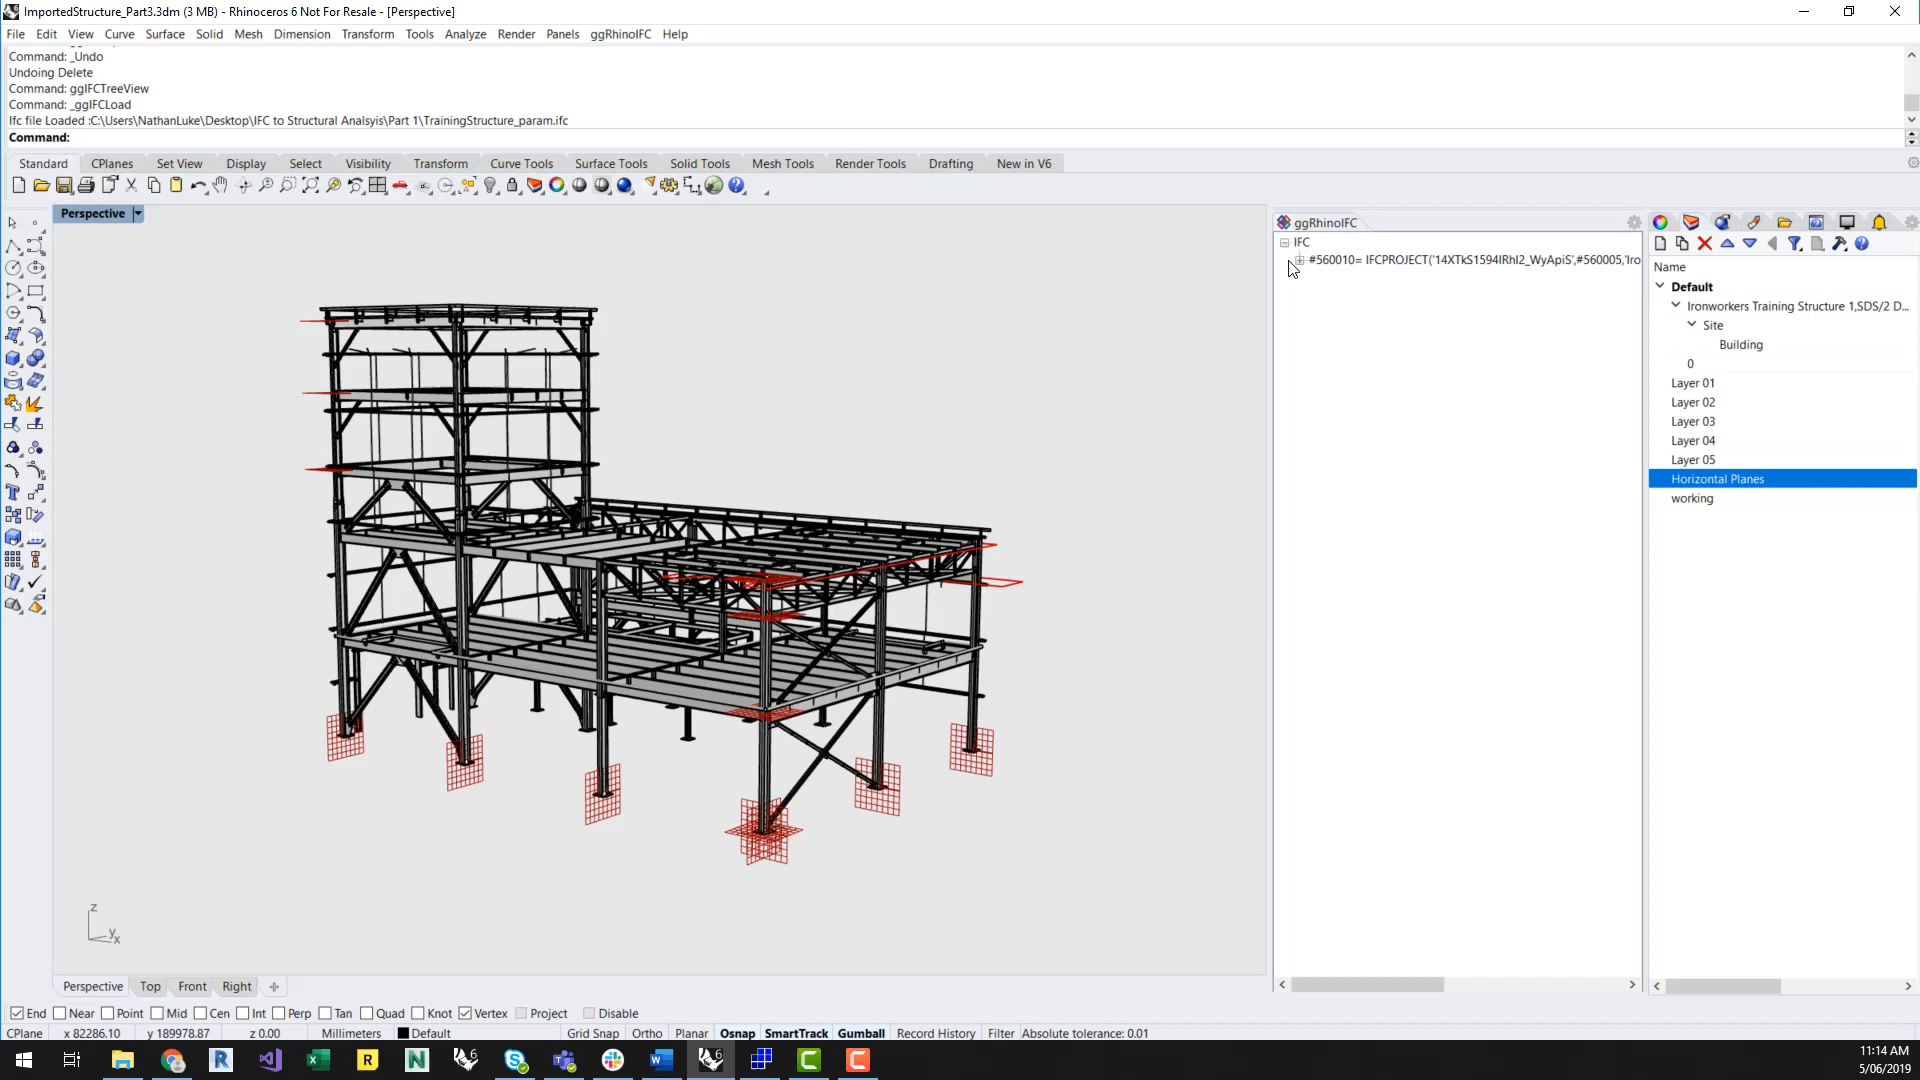 ImportedStructure_Part3.3dm (3 MB) - Rhinoceros 6 Not For Resale - [Perspective]
File Edit View Curve Surface Solid Mesh Dimension Transform Tools Analyze Render Panels ggRhinoIFC Help
Command: _Undo
Undoing Delete
Command: ggIFCTreeView
Command: _ggIFCLoad
Ifc file Loaded :C:\Users\NathanLuke\Desktop\IFC to Structural Analsyis\Part 1\TrainingStructure_param.ifc
Command:
Standard CPlanes Set View Display Select Visibility Transform Curve Tools Surface Tools Solid Tools Mesh Tools Render Tools Drafting New in V6
Perspective
ggRhinoIFC
IFC
#560010= IFCPROJECT('14XTkS1594IRhI2_WyApiS',#560005,'Iro
Name
Default
Ironworkers Training Structure 1,SDS/2 D...
Site
Building
0
Layer 01
Layer 02
Layer 03
Layer 04
Layer 05
Horizontal Planes
working
z
y
x
Perspective Top Front Right
End Near Point Mid Cen Int Perp Tan Quad Knot Vertex Project Disable
CPlane x 82286.10 y 189978.87 z 0.00 Millimeters Default Grid Snap Ortho Planar Osnap SmartTrack Gumball Record History Filter Absolute tolerance: 0.01
11:14 AM
5/06/2019